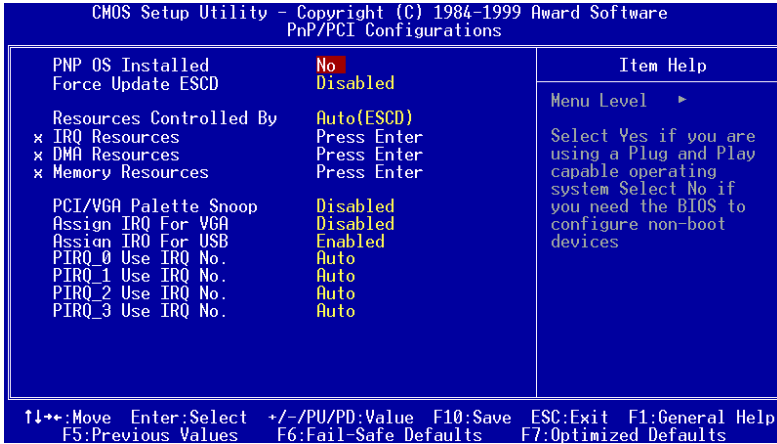 CMOS Setup Utility - Copyright (C) 1984-1999 Award Software
PnP/PCI Configurations
PNP OS Installed No
Force Update ESCD Disabled
Resources Controlled By Auto(ESCD)
x IRQ Resources Press Enter
x DMA Resources Press Enter
x Memory Resources Press Enter
PCI/VGA Palette Snoop Disabled
Assign IRQ For VGA Disabled
Assign IRQ For USB Enabled
PIRQ_0 Use IRQ No. Auto
PIRQ_1 Use IRQ No. Auto
PIRQ_2 Use IRQ No. Auto
PIRQ_3 Use IRQ No. Auto
Item Help
Menu Level ►
Select Yes if you are
using a Plug and Play
capable operating
system Select No if
you need the BIOS to
configure non-boot
devices
↑↓→←:Move Enter:Select +/-/PU/PD:Value F10:Save ESC:Exit F1:General Help
F5:Previous Values F6:Fail-Safe Defaults F7:Optimized Defaults